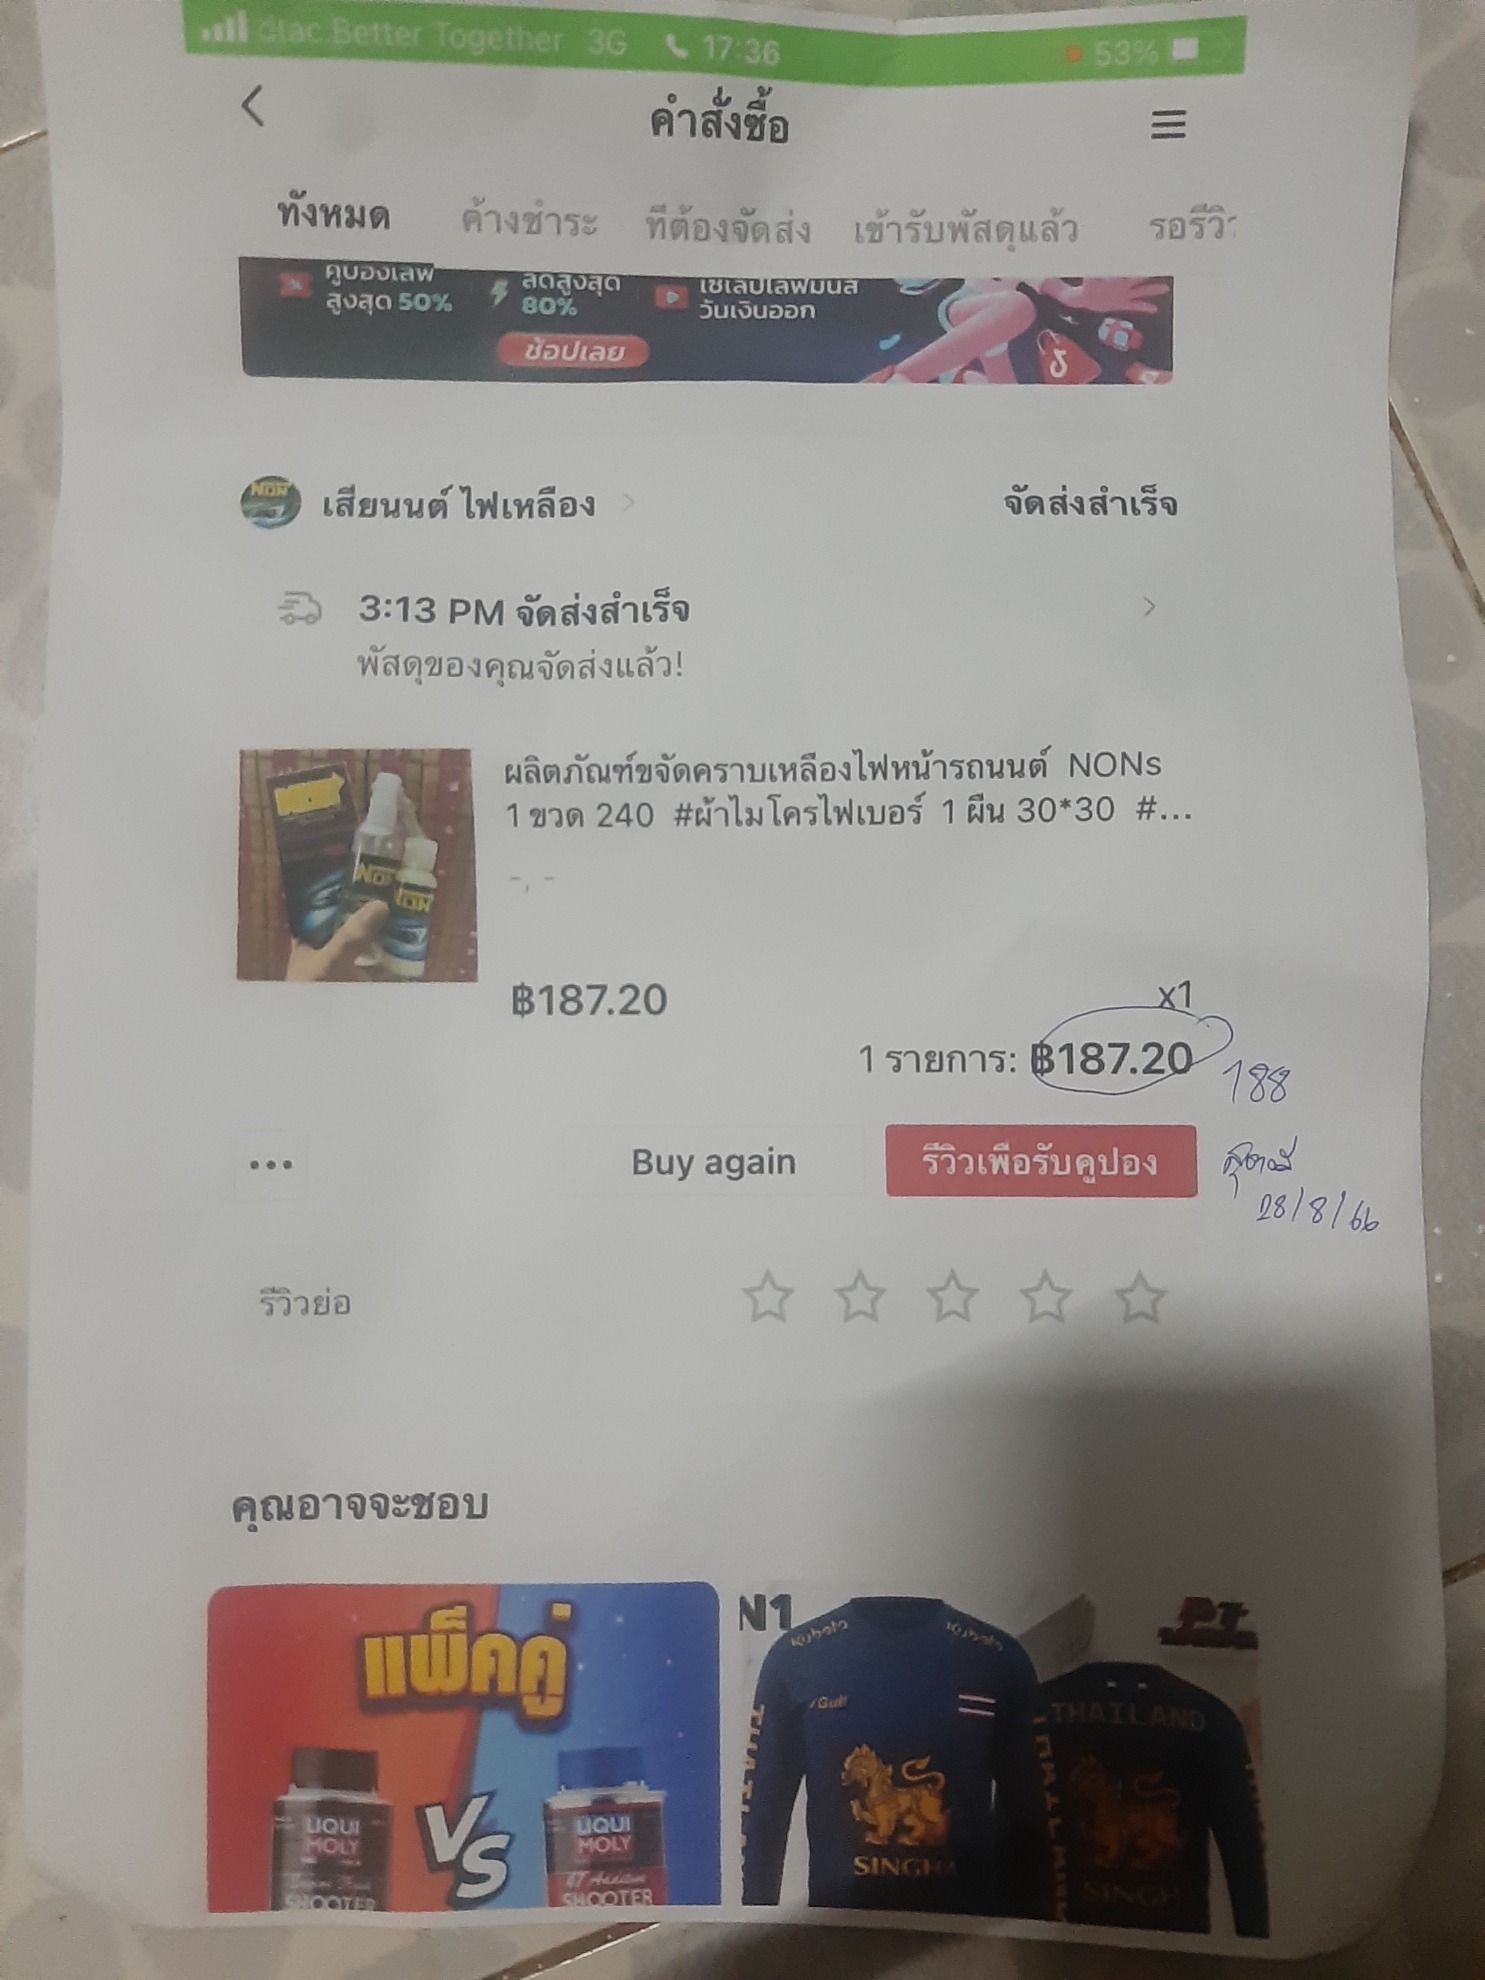 dtac.Better Together 3G 17:36 53%
คำสั่งซื้อ
ทั้งหมด ค้างชำระ ที่ต้องจัดส่ง เข้ารับพัสดุแล้ว รอรีวิ
คูปองเลฟ ลดสูงสุด
สูงสุด 50% 80% วันเงินออก
ช้อปเลย
NON เสียนนต์ ไฟเหลือง จัดส่งสำเร็จ
3:13 PM จัดส่งสำเร็จ
พัสดุของคุณจัดส่งแล้ว!
ผลิตภัณฑ์ขจัดคราบเหลืองไฟหน้ารถนนต์ NONs
1 ขวด 240 #ผ้าไมโครไฟเบอร์ 1 ผืน 30*30 #...
-, -
฿187.20
x1
1 รายการ: ฿187.20
188
... Buy again รีวิวเพื่อรับคูปอง
28/8/66
รีวิวย่อ
คุณอาจจะชอบ
แพ็คคู่
VS
LIQUI MOLY
SHOOTER
LIQUI MOLY
SHOOTER
N1
Kubota Kubota
Gulf
SINGHA
THAILAND